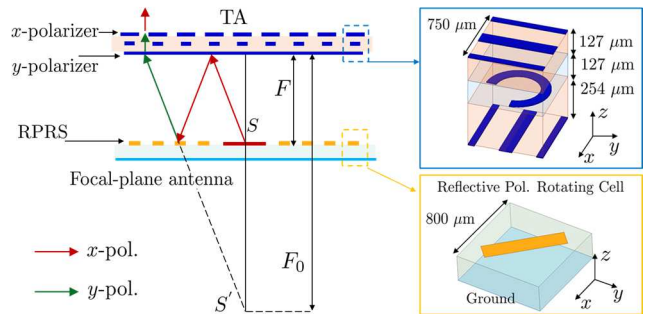 TA
x-polarizer
y-polarizer
F
RPRS
S
Focal-plane antenna
x-pol.
F₀
y-pol.
S'
750 μm
127 μm
127 μm
254 μm
z
y
x
Reflective Pol. Rotating Cell
800 μm
z
y
x
Ground